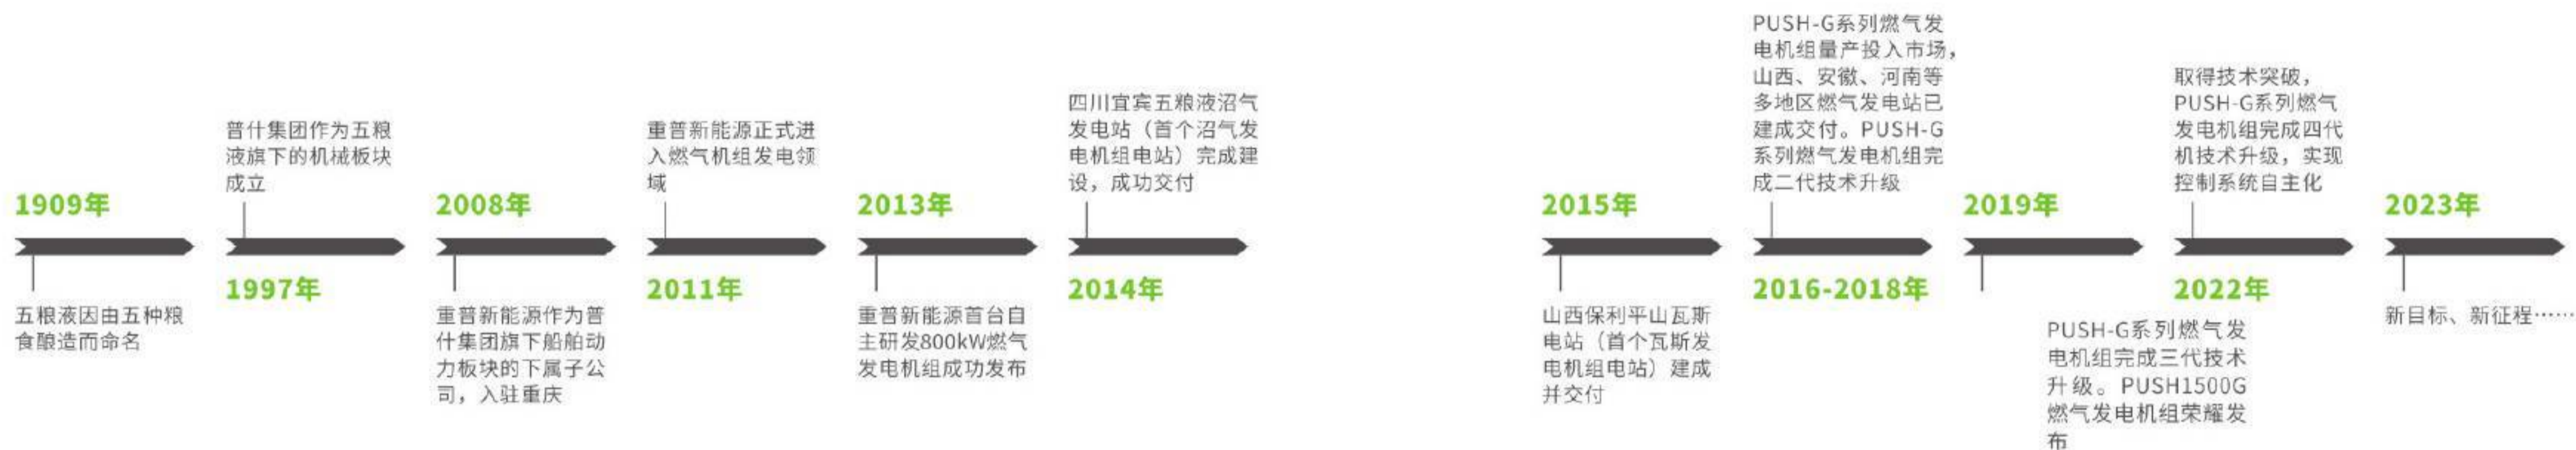 1909年
五粮液因由五种粮
食酿造而命名
普什集团作为五粮
液旗下的机械板块
成立
1997年
2008年
重普新能源作为普
什集团旗下船舶动
力板块的下属子公
司，入驻重庆
重普新能源正式进
入燃气机组发电领
域
2011年
2013年
重普新能源首台自
主研发800kW燃气
发电机组成功发布
四川宜宾五粮液沼气
发电站（首个沼气发
电机组电站）完成建
设，成功交付
2014年
2015年
山西保利平山瓦斯
电站（首个瓦斯发
电机组电站）建成
并交付
PUSH-G系列燃气发
电机组量产投入市场，
山西、安徽、河南等
多地区燃气发电站已
建成交付。PUSH-G
系列燃气发电机组完
成二代技术升级
2016-2018年
2019年
PUSH-G系列燃气发
电机组完成三代技术
升级。PUSH1500G
燃气发电机组荣耀发
布
取得技术突破，
PUSH-G系列燃气
发电机组完成四代
机技术升级，实现
控制系统自主化
2022年
2023年
新目标、新征程……